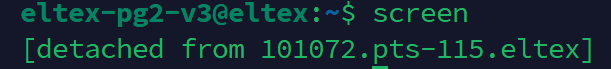 eltex-pg2-v3@eltex:~$ screen
[detached from 101072.pts-115.eltex]